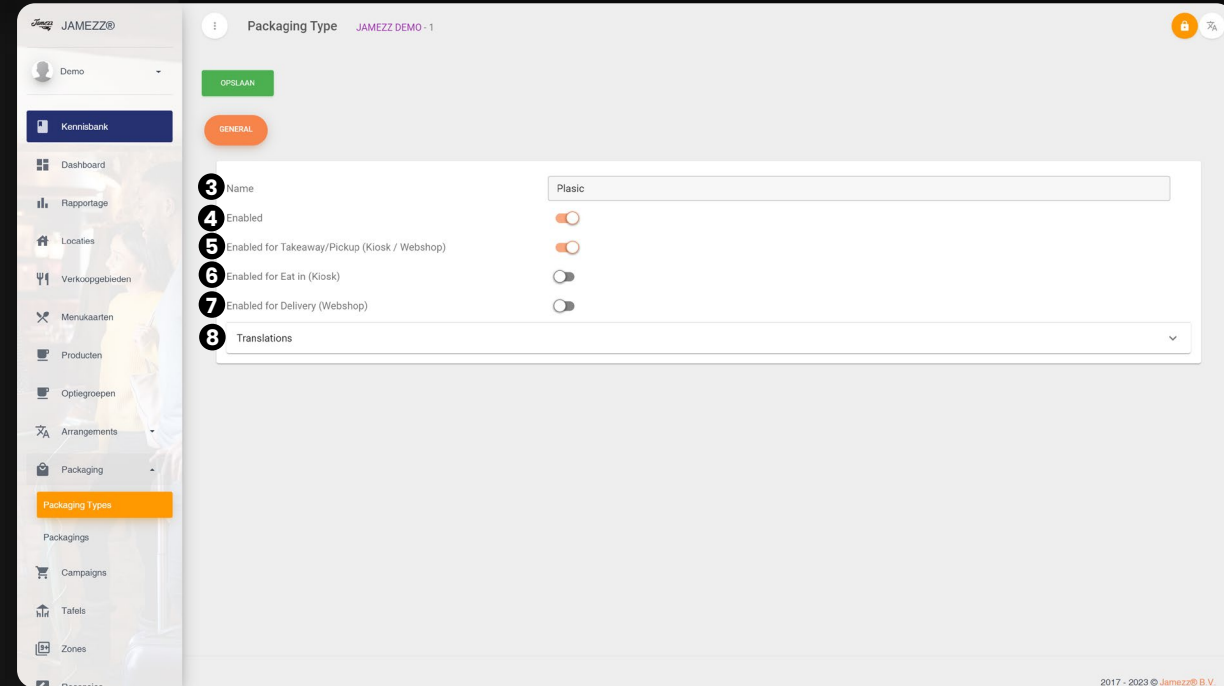 Jamezz JAMEZZ®
Packaging Type JAMEZZ DEMO - 1
Demo
OPSLAAN
Kennisbank
GENERAL
Dashboard
Rapportage
Locaties
Verkoopgebieden
Menukaarten
Producten
Optiegroepen
Arrangements
Packaging
Packaging Types
Packagings
Campaigns
Tafels
9+ Zones
3 Name Plasic
4 Enabled
5 Enabled for Takeaway/Pickup (Kiosk / Webshop)
6 Enabled for Eat in (Kiosk)
7 Enabled for Delivery (Webshop)
8 Translations
2017 - 2023 © Jamezz® B.V.